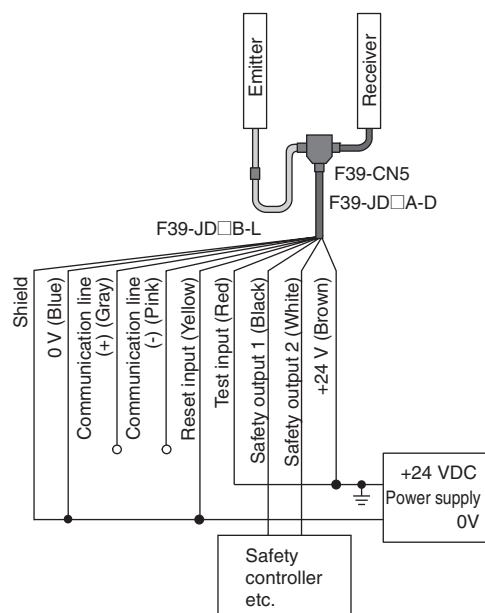 Emitter
Receiver
F39-CN5
F39-JD□A-D
F39-JD□B-L
Shield
0 V (Blue)
Communication line
(+) (Gray)
Communication line
(-) (Pink)
Reset input (Yellow)
Test input (Red)
Safety output 1 (Black)
Safety output 2 (White)
+24 V (Brown)
+24 VDC
Power supply
0V
Safety
controller
etc.